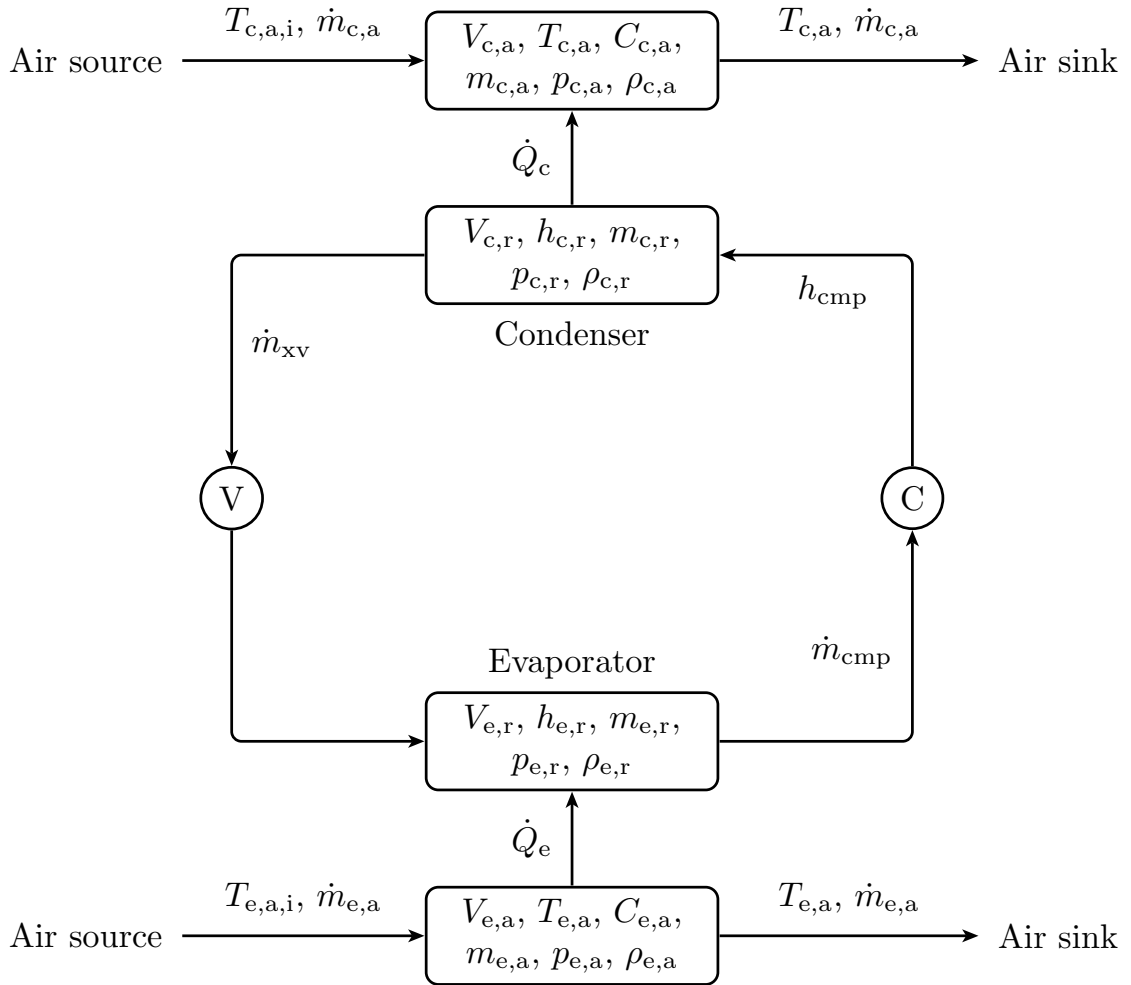 T_{c,a,i}, ṁ_{c,a}
T_{c,a}, ṁ_{c,a}
Air source
V_{c,a}, T_{c,a}, C_{c,a},
m_{c,a}, p_{c,a}, ρ_{c,a}
Air sink
Q̇_c
V_{c,r}, h_{c,r}, m_{c,r},
p_{c,r}, ρ_{c,r}
h_{cmp}
Condenser
ṁ_{xv}
V
C
Evaporator
ṁ_{cmp}
V_{e,r}, h_{e,r}, m_{e,r},
p_{e,r}, ρ_{e,r}
Q̇_e
T_{e,a,i}, ṁ_{e,a}
T_{e,a}, ṁ_{e,a}
Air source
V_{e,a}, T_{e,a}, C_{e,a},
m_{e,a}, p_{e,a}, ρ_{e,a}
Air sink